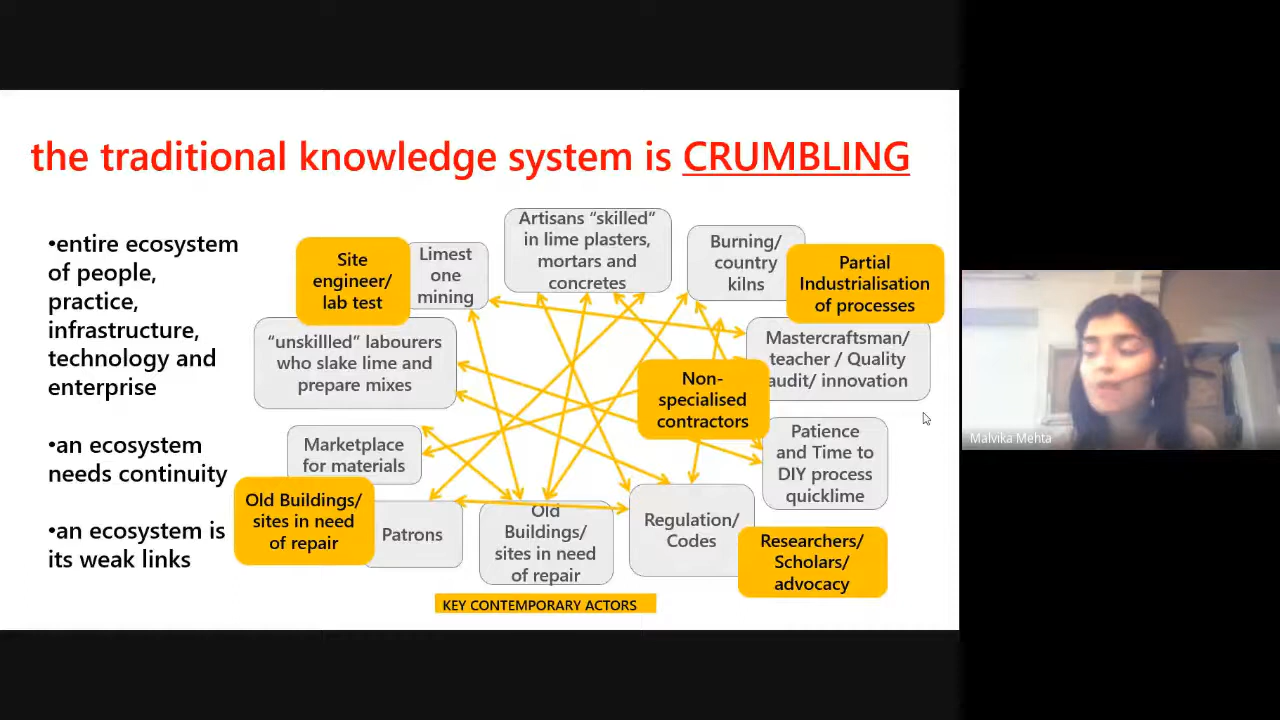 the traditional knowledge system is CRUMBLING
•entire ecosystem
of people,
practice,
infrastructure,
technology and
enterprise
•an ecosystem
needs continuity
•an ecosystem is
its weak links
Site
engineer/
lab test
Limest
one
mining
Artisans “skilled”
in lime plasters,
mortars and
concretes
Burning/
country
kilns
Partial
Industrialisation
of processes
“unskillled” labourers
who slake lime and
prepare mixes
Mastercraftsman/
teacher / Quality
audit/ innovation
Non-
specialised
contractors
Marketplace
for materials
Patience
and Time to
DIY process
quicklime
Old Buildings/
sites in need
of repair
Patrons
Old
Buildings/
sites in need
of repair
Regulation/
Codes
Researchers/
Scholars/
advocacy
KEY CONTEMPORARY ACTORS
Malvika Mehta